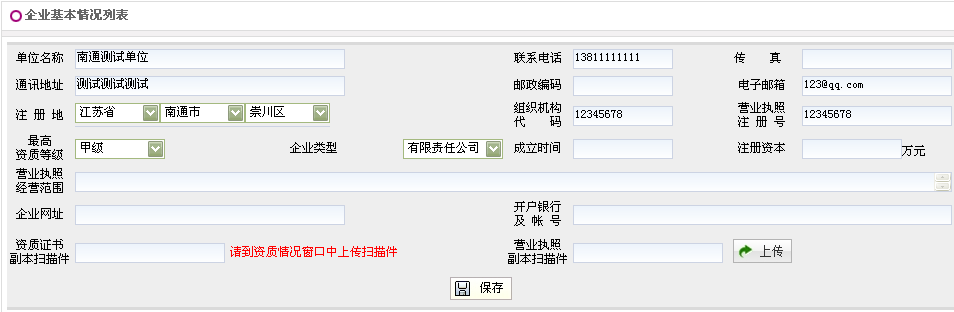 企业基本情况列表
单位名称 南通测试单位 联系电话 13811111111 传 真
通讯地址 测试测试测试 邮政编码 电子邮箱 123@qq.com
注 册 地 江苏省 南通市 崇川区 组织机构代 码 12345678 营业执照注 册 号 12345678
最高资质等级 甲级 企业类型 有限责任公司 成立时间 注册资本 万元
营业执照经营范围
企业网址 开户银行及 帐 号
资质证书副本扫描件 请到资质情况窗口中上传扫描件 营业执照副本扫描件 上传
保存